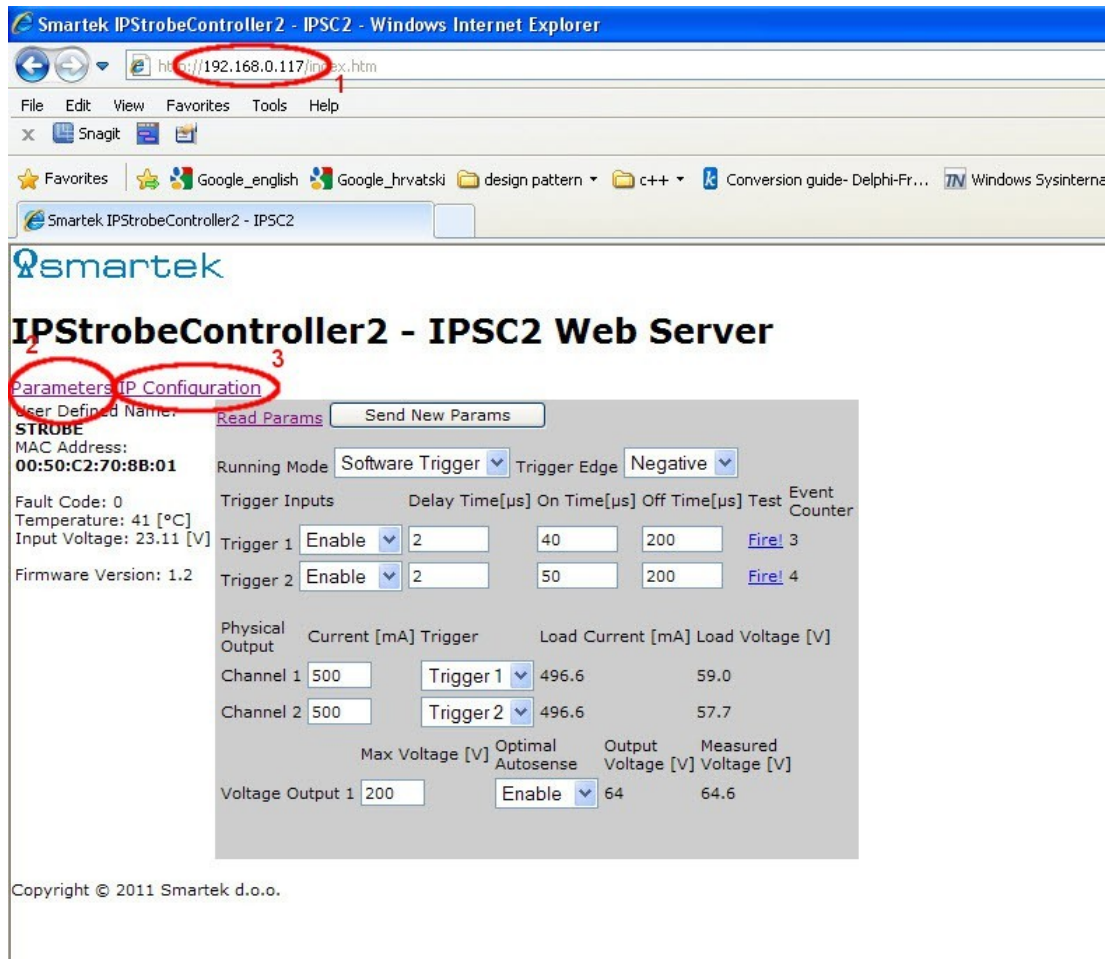 Smartek IPStrobeController2 - IPSC2 - Windows Internet Explorer
http://192.168.0.117/index.htm
1
File Edit View Favorites Tools Help
x Snagit
Favorites Google_english Google_hrvatski design pattern c++ k Conversion guide- Delphi-Fr... TN Windows Sysinterna
Smartek IPStrobeController2 - IPSC2
smartek
IPStrobeController2 - IPSC2 Web Server
2 3
Parameters IP Configuration
User Defined Name:
STROBE
MAC Address:
00:50:C2:70:8B:01
Fault Code: 0
Temperature: 41 [°C]
Input Voltage: 23.11 [V]
Firmware Version: 1.2
Read Params Send New Params
Running Mode Software Trigger Trigger Edge Negative
Trigger Inputs Delay Time[µs] On Time[µs] Off Time[µs] Test Event Counter
Trigger 1 Enable 2 40 200 Fire! 3
Trigger 2 Enable 2 50 200 Fire! 4
Physical Output Current [mA] Trigger Load Current [mA] Load Voltage [V]
Channel 1 500 Trigger 1 496.6 59.0
Channel 2 500 Trigger 2 496.6 57.7
Max Voltage [V] Optimal Autosense Output Voltage [V] Measured Voltage [V]
Voltage Output 1 200 Enable 64 64.6
Copyright © 2011 Smartek d.o.o.